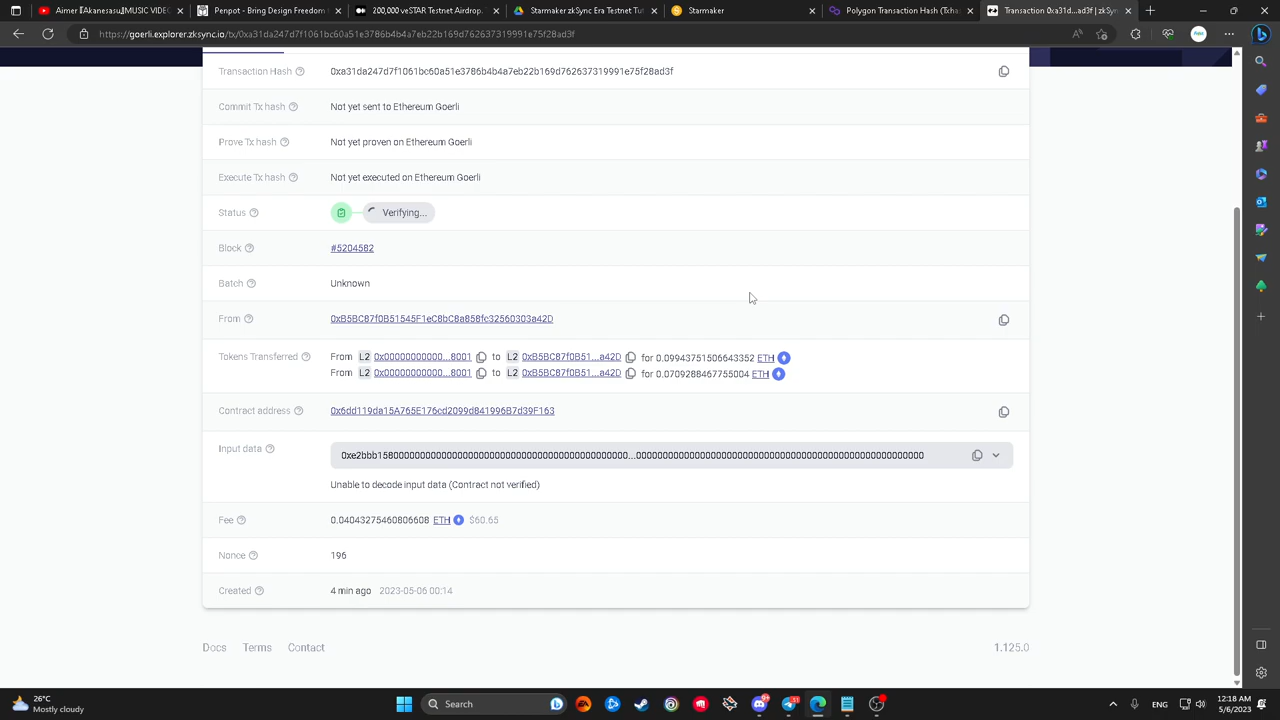 Aimer『Akanesasu』MUSIC VIDEO
Penpot - Bring Design Freedom
200,000 veSTAR Testnet Airdrop
Starmaker zkSync Era Testnet Tut
Starmaker
Polygon Transaction Hash (Txhas
Transaction 0xa31d...ad3f | zkSync
https://goerli.explorer.zksync.io/tx/0xa31da247d7f1061bc60a51e3786b4b4a7eb22b169d762637319991e75f28ad3f
Transaction Hash 0xa31da247d7f1061bc60a51e3786b4b4a7eb22b169d762637319991e75f28ad3f
Commit Tx hash Not yet sent to Ethereum Goerli
Prove Tx hash Not yet proven on Ethereum Goerli
Execute Tx hash Not yet executed on Ethereum Goerli
Status Verifying...
Block #5204582
Batch Unknown
From 0xB5BC87f0B51545F1eC8bC8a858fc32560303a42D
Tokens Transferred From L2 0x00000000000...8001 to L2 0xB5BC87f0B51...a42D for 0.09943751506643352 ETH
From L2 0x00000000000...8001 to L2 0xB5BC87f0B51...a42D for 0.0709288467755004 ETH
Contract address 0x6dd119da15A765E176cd2099d841996B7d39F163
Input data
Unable to decode input data (Contract not verified)
Fee 0.04043275460806608 ETH $60.65
Nonce 196
Created 4 min ago 2023-05-06 00:14
Docs Terms Contact 1.125.0
26°C
Mostly cloudy
Search
12:18 AM
5/6/2023